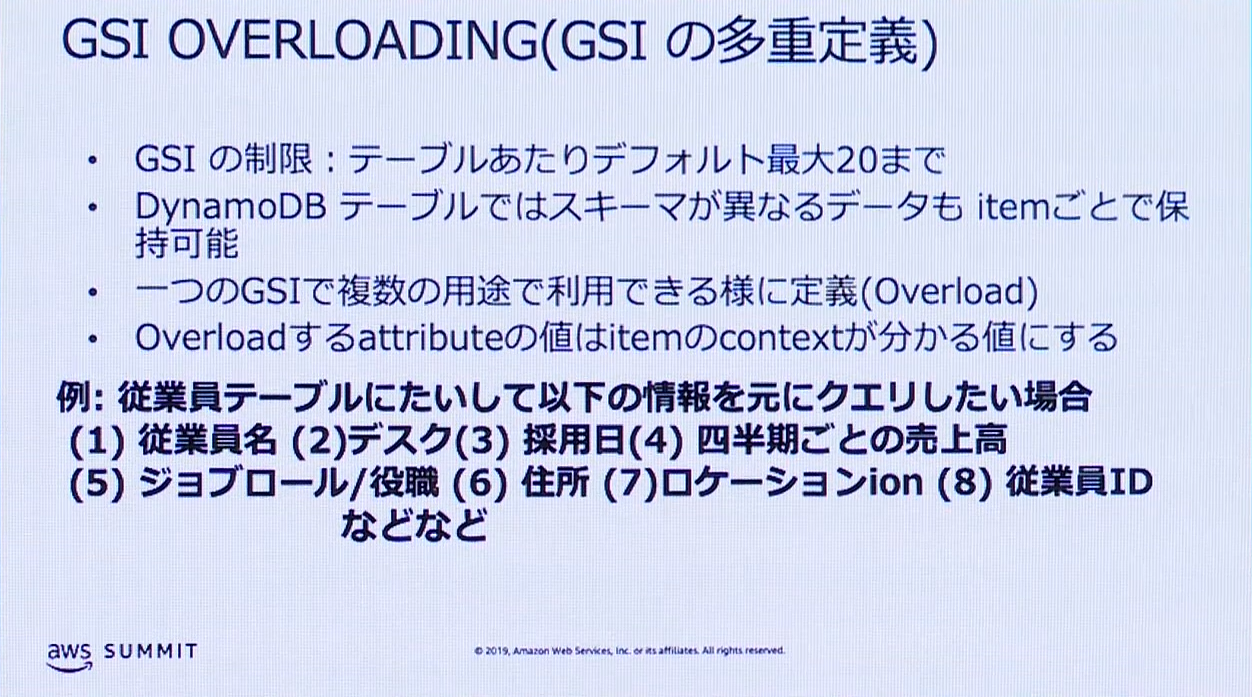 GSI OVERLOADING(GSI の多重定義)
• GSI の制限：テーブルあたりデフォルト最大20まで
• DynamoDB テーブルではスキーマが異なるデータも itemごとで保
持可能
• 一つのGSIで複数の用途で利用できる様に定義(Overload)
• Overloadするattributeの値はitemのcontextが分かる値にする
例: 従業員テーブルにたいして以下の情報を元にクエリしたい場合
(1) 従業員名 (2)デスク(3) 採用日(4) 四半期ごとの売上高
(5) ジョブロール/役職 (6) 住所 (7)ロケーションion (8) 従業員ID
などなど
aws SUMMIT
© 2019, Amazon Web Services, Inc. or its affiliates. All rights reserved.